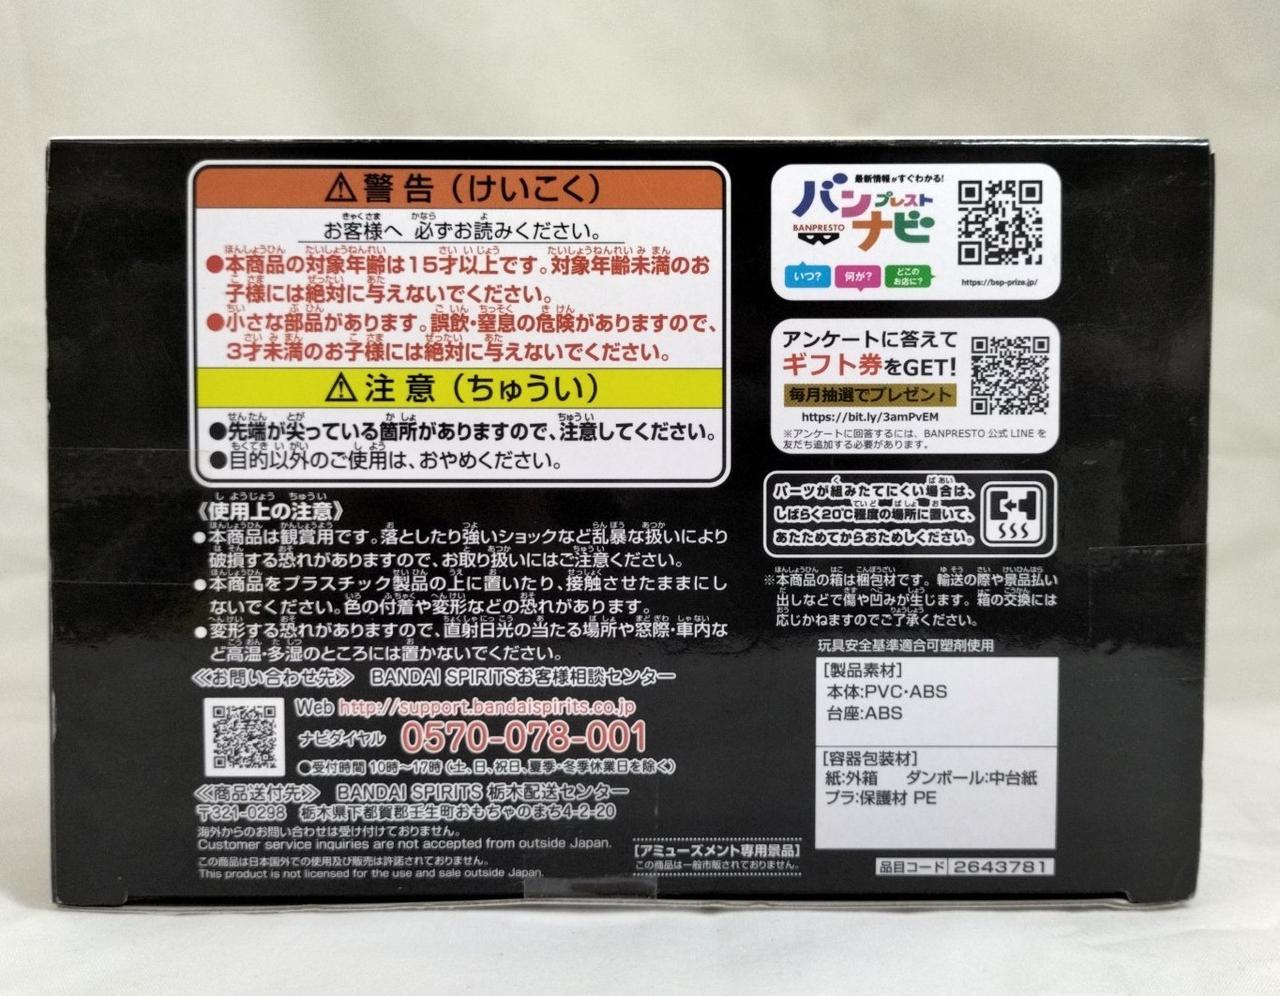 ⚠警告(けいこく)
お客様へ 必ずお読みください。
●本商品の対象年齢は15才以上です。対象年齢未満のお
子様には絶対に与えないでください。
●小さな部品があります。誤飲・窒息の危険がありますので、
3才未満のお子様には絶対に与えないでください。
⚠注意(ちゅうい)
●先端が尖っている箇所がありますので、注意してください。
●目的以外のご使用は、おやめください。
《使用上の注意》
●本商品は観賞用です。落としたり強いショックなど乱暴な扱いにより
破損する恐れがありますので、お取り扱いにはご注意ください。
●本商品をプラスチック製品の上に置いたり、接触させたままにし
ないでください。色の付着や変形などの恐れがあります。
●変形する恐れがありますので、直射日光の当たる場所や窓際・車内な
ど高温・多湿のところには置かないでください。
≪お問い合わせ先≫ BANDAI SPIRITSお客様相談センター
Web http://support.bandaispirits.co.jp
ナビダイヤル 0570-078-001
●受付時間 10時～17時(土、日、祝日、夏季・冬季休業日を除く)
≪商品送付先≫ BANDAI SPIRITS 栃木配送センター
〒321-0298 栃木県下都賀郡壬生町おもちゃのまち4-2-20
海外からのお問い合わせは受け付けておりません。
Customer service inquiries are not accepted from outside Japan.
この商品は日本国外での使用及び販売は許諾されておりません。
This product is not licensed for the use and sale outside Japan.
[アミューズメント専用景品]
この商品は一般市販されておりません。
最新情報がすぐわかる!
バンプレスト
BANPRESTO
ナビ
いつ?
何が?
どこの
お店に?
https://bsp-prize.jp/
アンケートに答えて
ギフト券をGET!
毎月抽選でプレゼント
https://bit.ly/3amPvEM
※アンケートに回答するには、BANPRESTO 公式 LINE を
友だち追加する必要があります。
パーツが組みたてにくい場合は、
しばらく20℃程度の場所に置いて、
あたためてからおためしください。
※本商品の箱は梱包材です。輸送の際や景品払い
出しなどで傷や凹みが生じます。箱の交換には
応じかねますのでご了承ください。
玩具安全基準適合可塑剤使用
[製品素材]
本体:PVC・ABS
台座:ABS
[容器包装材]
紙:外箱 ダンボール:中台紙
プラ:保護材 PE
品目コード 2643781